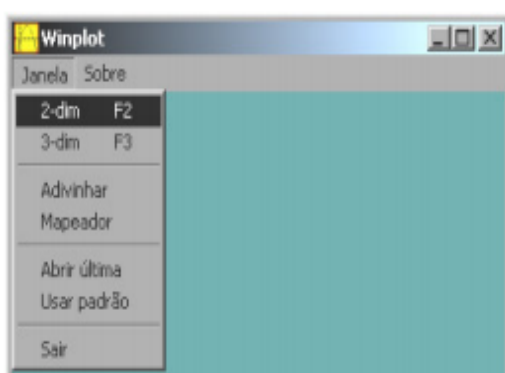 Winplot
Janela Sobre
2-dim F2
3-dim F3
Adivinhar
Mapeador
Abrir última
Usar padrão
Sair